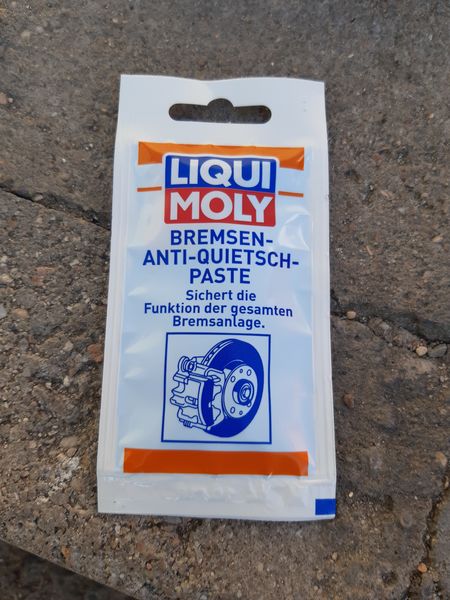 LIQUI
MOLY
BREMSEN-
ANTI-QUIETSCH-
PASTE
Sichert die
Funktion der gesamten
Bremsanlage.